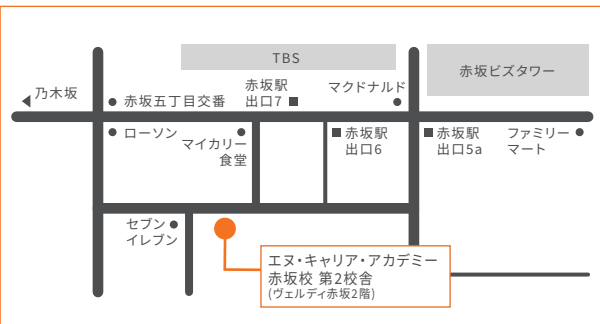 TBS
赤坂ビズタワー
乃木坂
赤坂五丁目交番
赤坂駅
出口7
マクドナルド
ローソン
マイカリー
食堂
赤坂駅
出口6
赤坂駅
出口5a
ファミリー
マート
セブン
イレブン
エヌ・キャリア・アカデミー
赤坂校 第2校舎
(ヴェルディ赤坂2階)